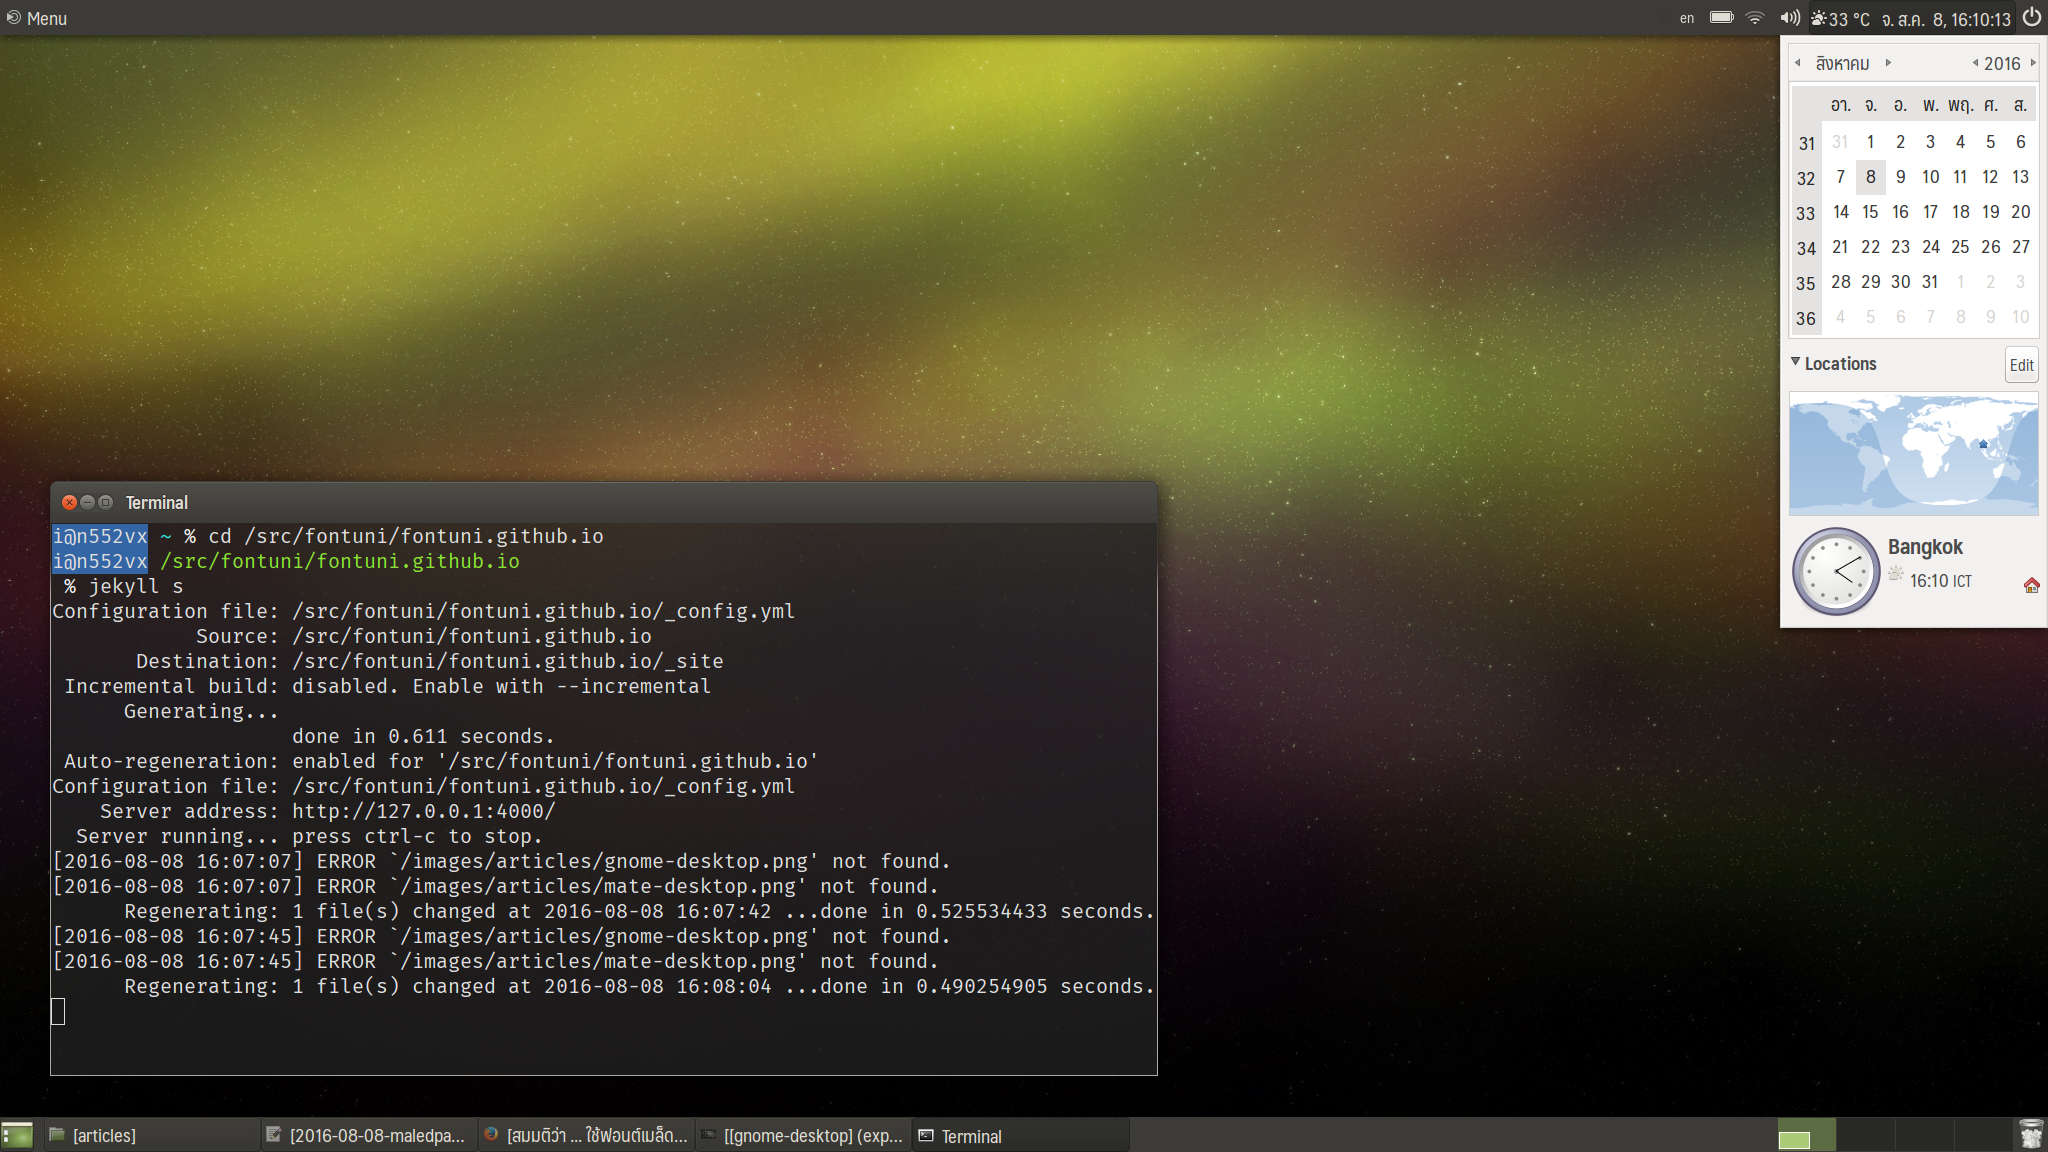 Menu
en
33 °C จ. ส.ค. 8, 16:10:13
สิงหาคม 2016
อา. จ. อ. พ. พฤ. ศ. ส.
31 31 1 2 3 4 5 6
32 7 8 9 10 11 12 13
33 14 15 16 17 18 19 20
34 21 22 23 24 25 26 27
35 28 29 30 31 1 2 3
36 4 5 6 7 8 9 10
Locations Edit
Bangkok
16:10 ICT
Terminal
i@n552vx ~ % cd /src/fontuni/fontuni.github.io
i@n552vx /src/fontuni/fontuni.github.io
% jekyll s
Configuration file: /src/fontuni/fontuni.github.io/_config.yml
Source: /src/fontuni/fontuni.github.io
Destination: /src/fontuni/fontuni.github.io/_site
Incremental build: disabled. Enable with --incremental
Generating...
done in 0.611 seconds.
Auto-regeneration: enabled for '/src/fontuni/fontuni.github.io'
Configuration file: /src/fontuni/fontuni.github.io/_config.yml
Server address: http://127.0.0.1:4000/
Server running... press ctrl-c to stop.
[2016-08-08 16:07:07] ERROR `/images/articles/gnome-desktop.png' not found.
[2016-08-08 16:07:07] ERROR `/images/articles/mate-desktop.png' not found.
Regenerating: 1 file(s) changed at 2016-08-08 16:07:42 ...done in 0.525534433 seconds.
[2016-08-08 16:07:45] ERROR `/images/articles/gnome-desktop.png' not found.
[2016-08-08 16:07:45] ERROR `/images/articles/mate-desktop.png' not found.
Regenerating: 1 file(s) changed at 2016-08-08 16:08:04 ...done in 0.490254905 seconds.
[articles]
[2016-08-08-maledpa...
[สมมติว่า ... ใช้ฟอนต์เมล็ด...
[[gnome-desktop] (exp...
Terminal